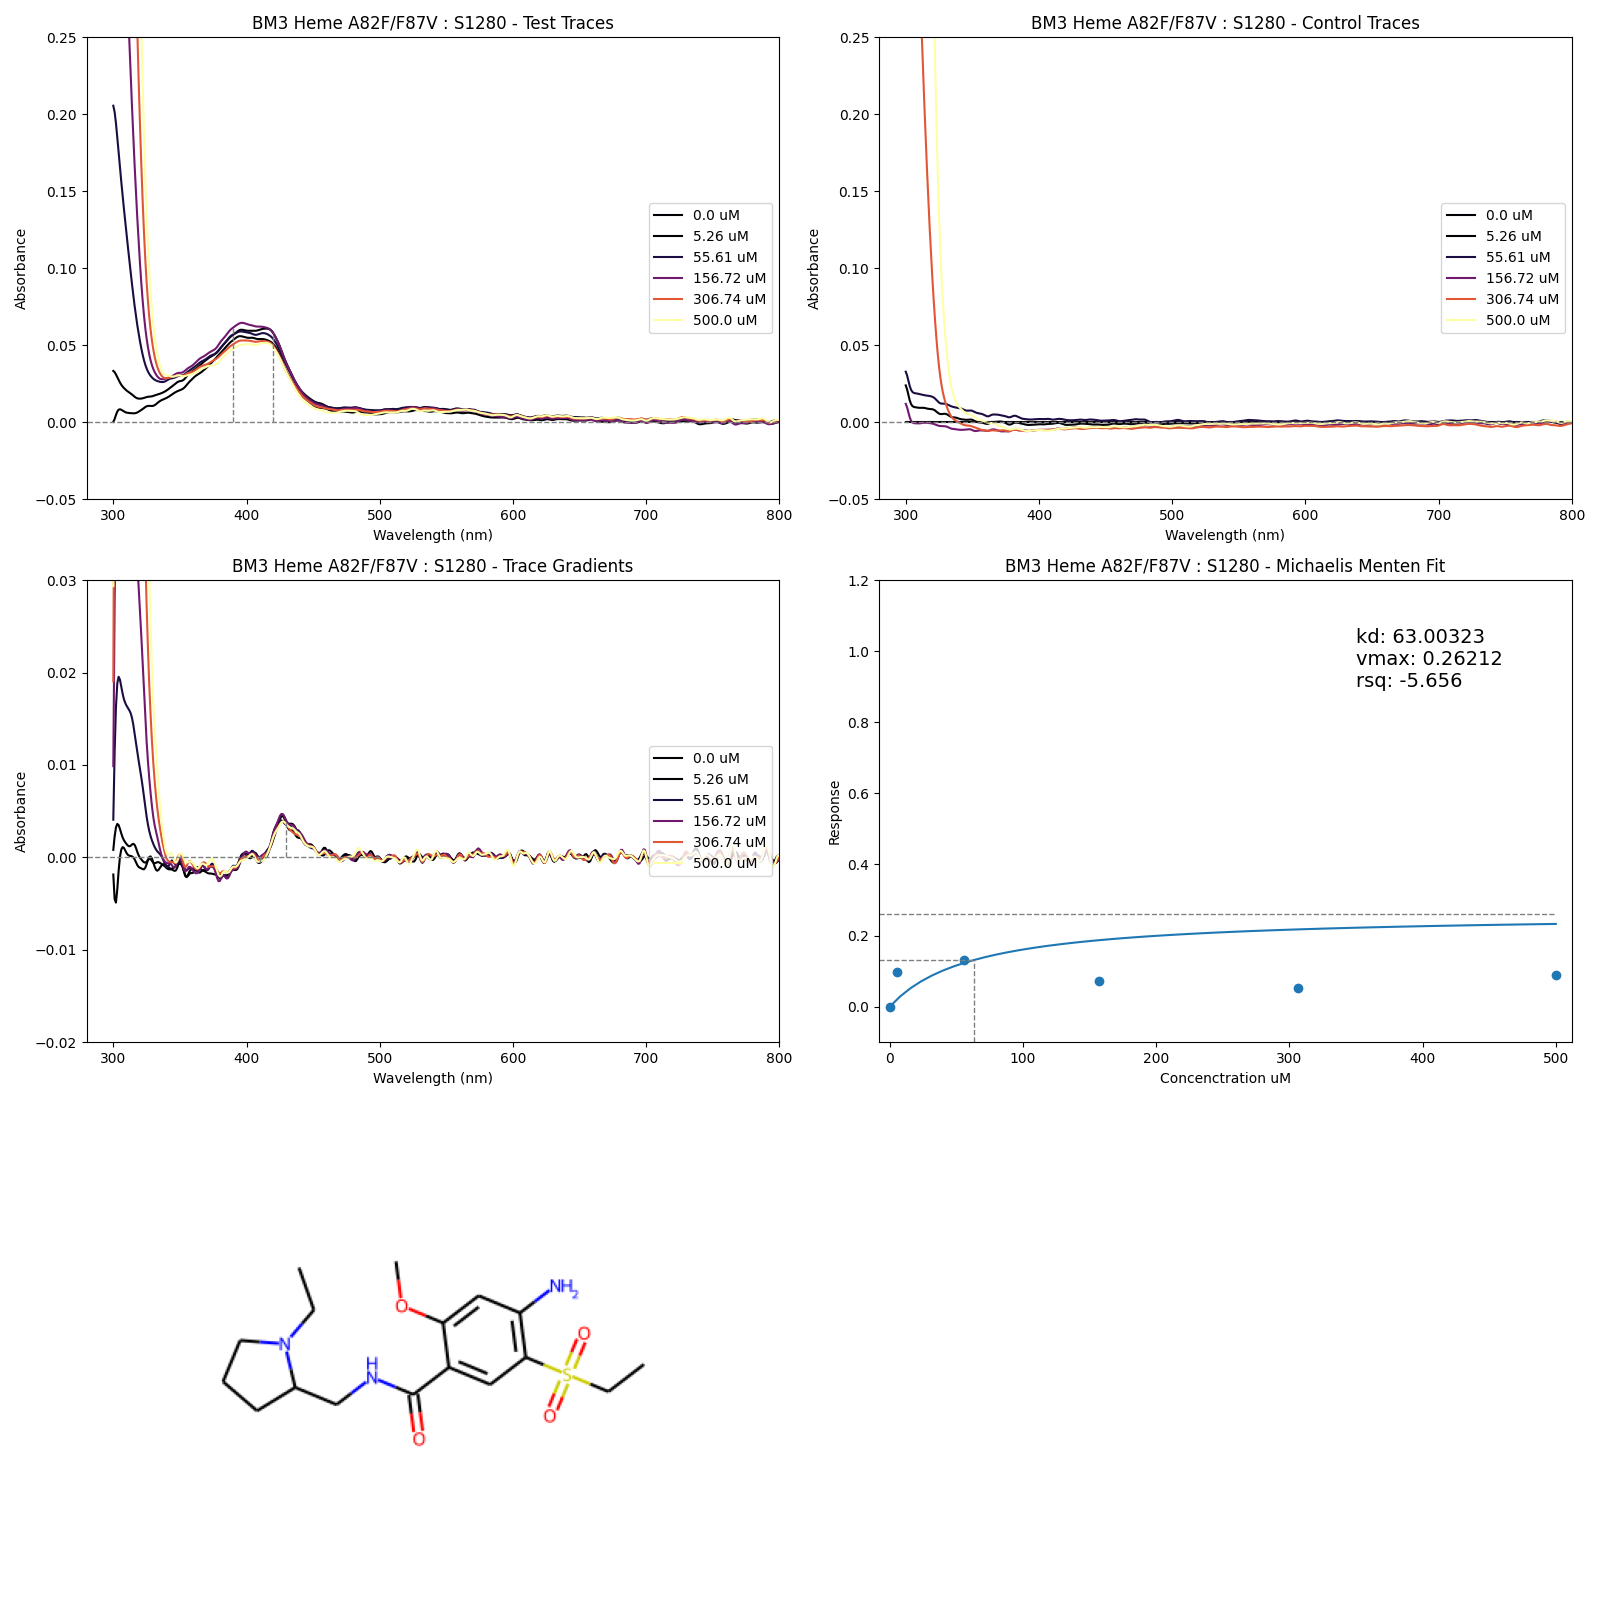 BM3 Heme A82F/F87V : S1280 - Test Traces
0.25
0.20
0.15
0.10
0.05
0.00
−0.05
Absorbance
0.0 uM
5.26 uM
55.61 uM
156.72 uM
306.74 uM
500.0 uM
300 400 500 600 700 800
Wavelength (nm)
BM3 Heme A82F/F87V : S1280 - Control Traces
0.25
0.20
0.15
0.10
0.05
0.00
−0.05
Absorbance
0.0 uM
5.26 uM
55.61 uM
156.72 uM
306.74 uM
500.0 uM
300 400 500 600 700 800
Wavelength (nm)
BM3 Heme A82F/F87V : S1280 - Trace Gradients
0.03
0.02
0.01
0.00
−0.01
−0.02
Absorbance
0.0 uM
5.26 uM
55.61 uM
156.72 uM
306.74 uM
500.0 uM
300 400 500 600 700 800
Wavelength (nm)
BM3 Heme A82F/F87V : S1280 - Michaelis Menten Fit
1.2
1.0
0.8
0.6
0.4
0.2
0.0
Response
kd: 63.00323
vmax: 0.26212
rsq: -5.656
0 100 200 300 400 500
Concenctration uM
NH2
O
O
N
H
N
S
O
O